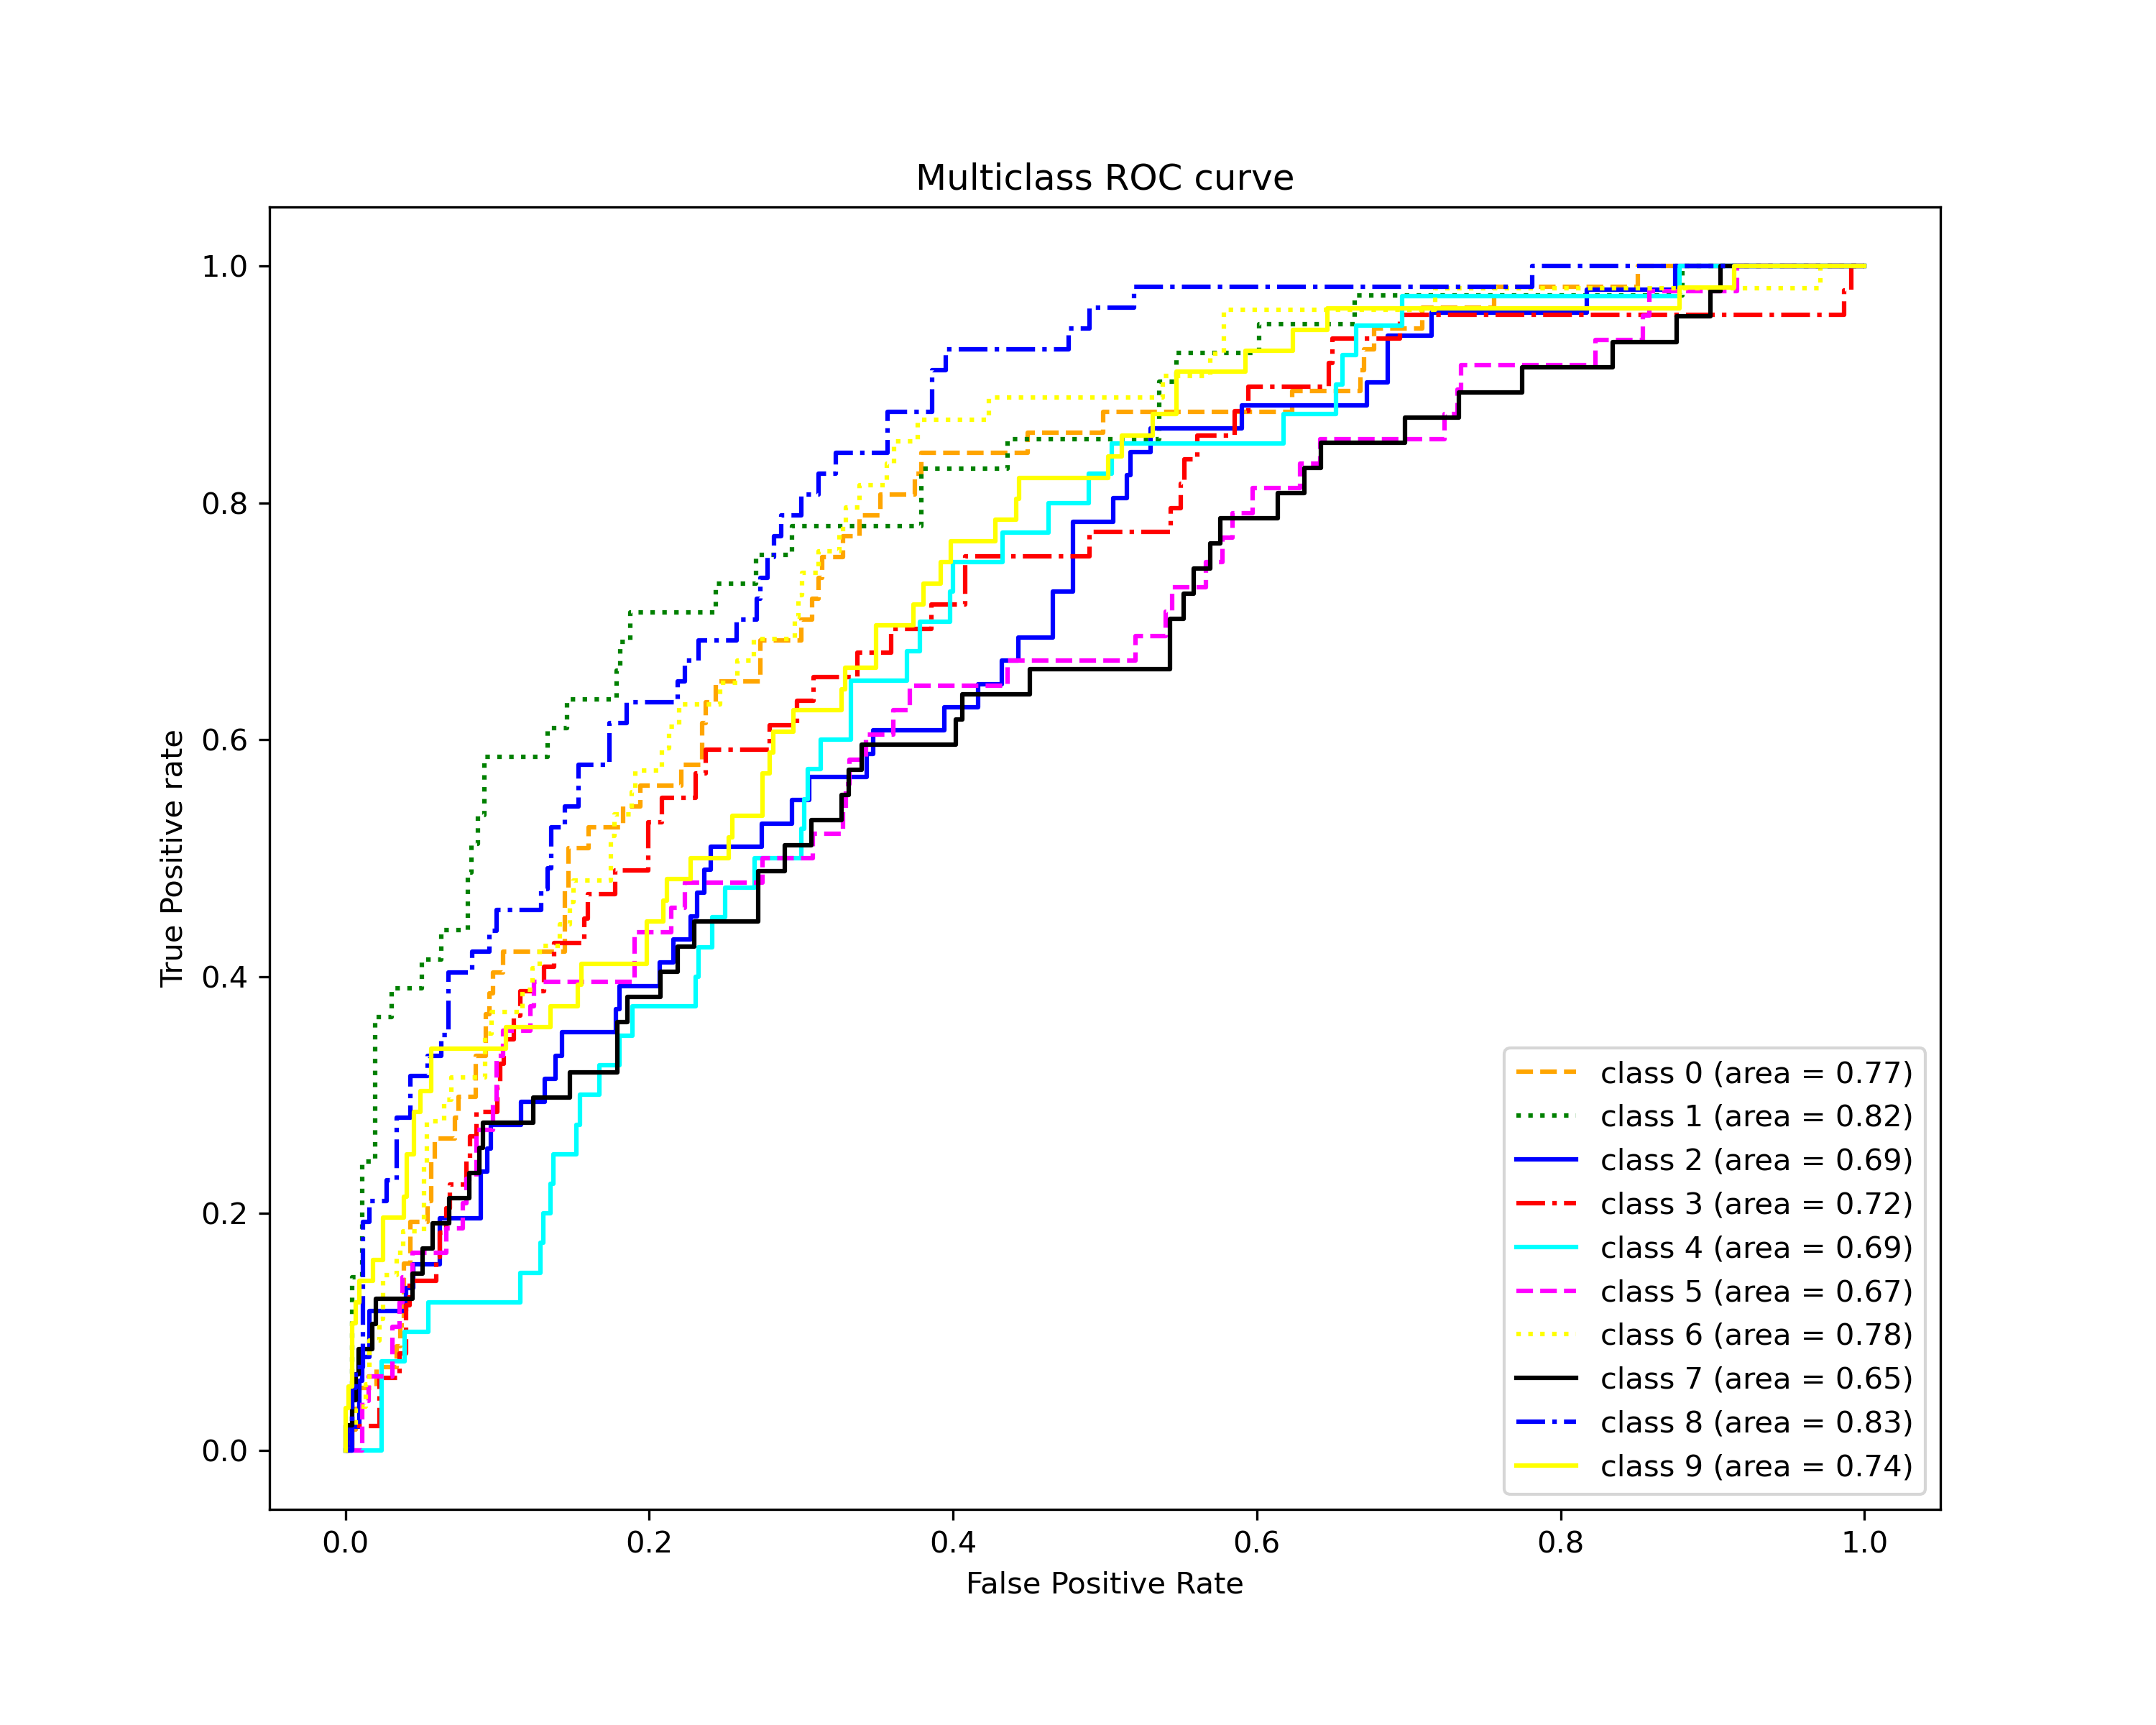 Multiclass ROC curve
1.0
0.8
0.6
0.4
0.2
0.0
True Positive rate
class 0 (area = 0.77)
class 1 (area = 0.82)
class 2 (area = 0.69)
class 3 (area = 0.72)
class 4 (area = 0.69)
class 5 (area = 0.67)
class 6 (area = 0.78)
class 7 (area = 0.65)
class 8 (area = 0.83)
class 9 (area = 0.74)
0.0 0.2 0.4 0.6 0.8 1.0
False Positive Rate